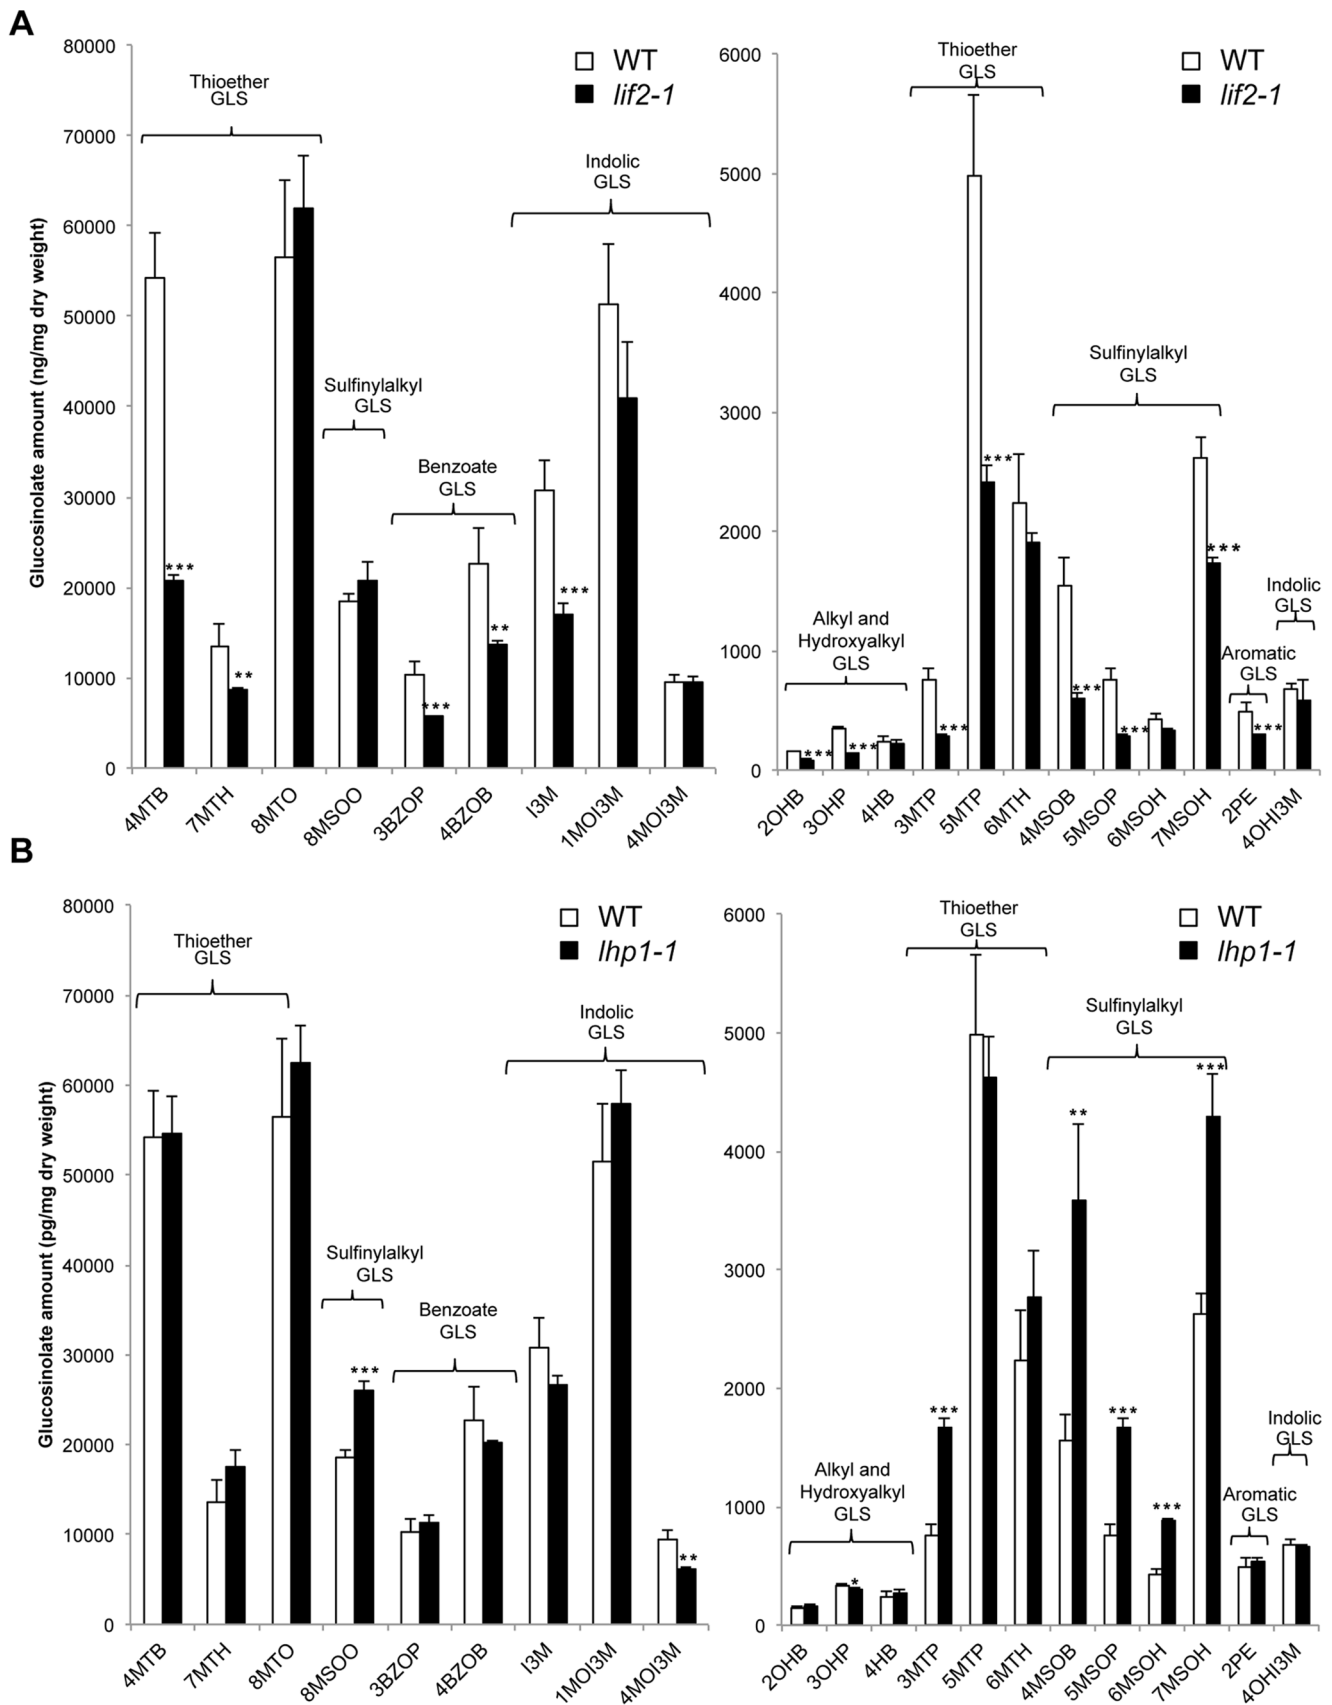 A
80000
70000
60000
50000
40000
30000
20000
10000
0
Glucosinolate amount (ng/mg dry weight)
Thioether
GLS
WT
lif2-1
Indolic
GLS
Sulfinylalkyl
GLS
Benzoate
GLS
***
**
***
**
***
4MTB
7MTH
8MTO
8MSOO
3BZOP
4BZOB
I3M
1MOI3M
4MOI3M
6000
5000
4000
3000
2000
1000
0
Thioether
GLS
WT
lif2-1
Sulfinylalkyl
GLS
Alkyl and
Hydroxyalkyl
GLS
Indolic
GLS
Aromatic
GLS
***
***
***
***
***
***
***
***
2OHB
3OHP
4HB
3MTP
5MTP
6MTH
4MSOB
5MSOP
6MSOH
7MSOH
2PE
4OHI3M
B
80000
70000
60000
50000
40000
30000
20000
10000
0
Glucosinolate amount (pg/mg dry weight)
Thioether
GLS
WT
lhp1-1
Indolic
GLS
Sulfinylalkyl
GLS
Benzoate
GLS
***
**
4MTB
7MTH
8MTO
8MSOO
3BZOP
4BZOB
I3M
1MOI3M
4MOI3M
6000
5000
4000
3000
2000
1000
0
Thioether
GLS
WT
lhp1-1
Sulfinylalkyl
GLS
Alkyl and
Hydroxyalkyl
GLS
Indolic
GLS
Aromatic
GLS
*
***
**
***
***
***
2OHB
3OHP
4HB
3MTP
5MTP
6MTH
4MSOB
5MSOP
6MSOH
7MSOH
2PE
4OHI3M